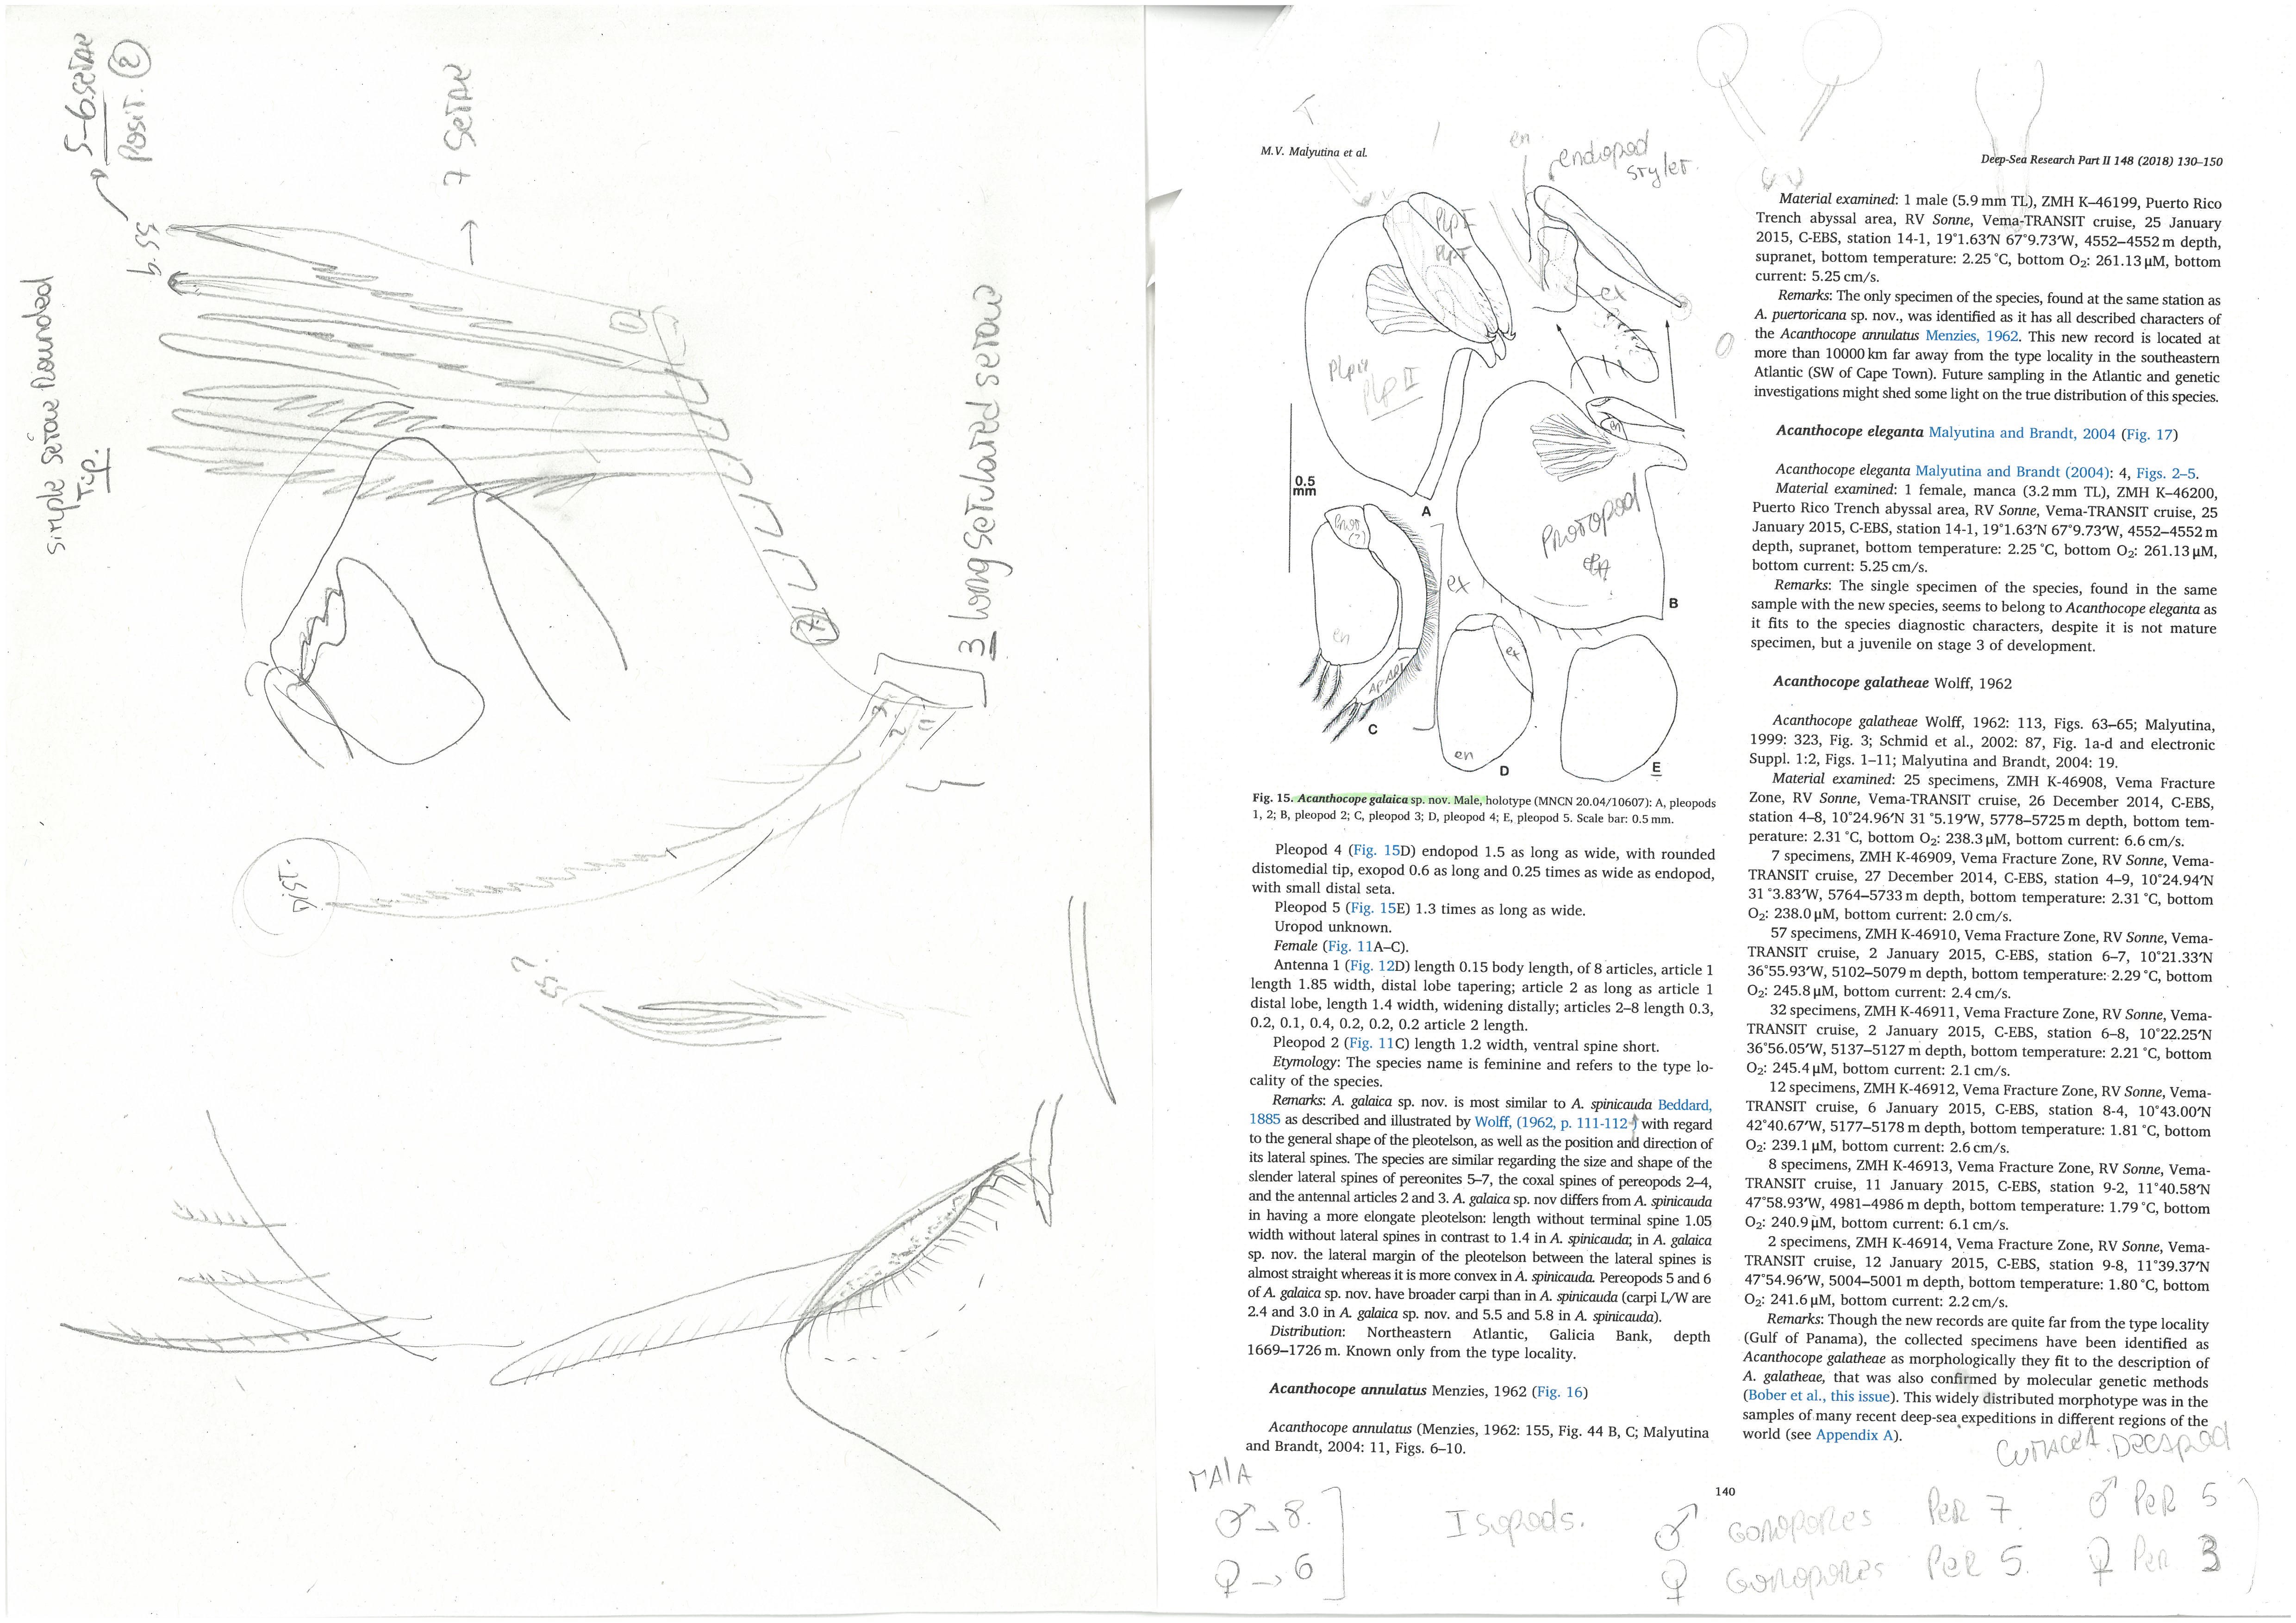 5-6 setae
Posit. 2
7 setae
simple setae rounded
Tip.
3 long setulated setae
Dist.
M.V. Malyutina et al.
Deep-Sea Research Part II 148 (2018) 130–150
en
endopod
stylet.
Plp I
Plp II
ex
0.5
mm
A
en
Protopod
B
ex
en
C
ex
en
D
E
Fig. 15. Acanthocope galaica sp. nov. Male, holotype (MNCN 20.04/10607): A, pleopods
1, 2; B, pleopod 2; C, pleopod 3; D, pleopod 4; E, pleopod 5. Scale bar: 0.5 mm.
Pleopod 4 (Fig. 15D) endopod 1.5 as long as wide, with rounded
distomedial tip, exopod 0.6 as long and 0.25 times as wide as endopod,
with small distal seta.
Pleopod 5 (Fig. 15E) 1.3 times as long as wide.
Uropod unknown.
Female (Fig. 11A–C).
Antenna 1 (Fig. 12D) length 0.15 body length, of 8 articles, article 1
length 1.85 width, distal lobe tapering; article 2 as long as article 1
distal lobe, length 1.4 width, widening distally; articles 2–8 length 0.3,
0.2, 0.1, 0.4, 0.2, 0.2, 0.2 article 2 length.
Pleopod 2 (Fig. 11C) length 1.2 width, ventral spine short.
Etymology: The species name is feminine and refers to the type lo-
cality of the species.
Remarks: A. galaica sp. nov. is most similar to A. spinicauda Beddard,
1885 as described and illustrated by Wolff, (1962, p. 111-112 ) with regard
to the general shape of the pleotelson, as well as the position and direction of
its lateral spines. The species are similar regarding the size and shape of the
slender lateral spines of pereonites 5–7, the coxal spines of pereopods 2–4,
and the antennal articles 2 and 3. A. galaica sp. nov differs from A. spinicauda
in having a more elongate pleotelson: length without terminal spine 1.05
width without lateral spines in contrast to 1.4 in A. spinicauda; in A. galaica
sp. nov. the lateral margin of the pleotelson between the lateral spines is
almost straight whereas it is more convex in A. spinicauda. Pereopods 5 and 6
of A. galaica sp. nov. have broader carpi than in A. spinicauda (carpi L/W are
2.4 and 3.0 in A. galaica sp. nov. and 5.5 and 5.8 in A. spinicauda).
Distribution: Northeastern Atlantic, Galicia Bank, depth
1669–1726 m. Known only from the type locality.
Acanthocope annulatus Menzies, 1962 (Fig. 16)
Acanthocope annulatus (Menzies, 1962: 155, Fig. 44 B, C; Malyutina
and Brandt, 2004: 11, Figs. 6–10.
Material examined: 1 male (5.9 mm TL), ZMH K–46199, Puerto Rico
Trench abyssal area, RV Sonne, Vema-TRANSIT cruise, 25 January
2015, C-EBS, station 14-1, 19°1.63′N 67°9.73′W, 4552–4552 m depth,
supranet, bottom temperature: 2.25 °C, bottom O₂: 261.13 μM, bottom
current: 5.25 cm/s.
Remarks: The only specimen of the species, found at the same station as
A. puertoricana sp. nov., was identified as it has all described characters of
the Acanthocope annulatus Menzies, 1962. This new record is located at
more than 10000 km far away from the type locality in the southeastern
Atlantic (SW of Cape Town). Future sampling in the Atlantic and genetic
investigations might shed some light on the true distribution of this species.
Acanthocope eleganta Malyutina and Brandt, 2004 (Fig. 17)
Acanthocope eleganta Malyutina and Brandt (2004): 4, Figs. 2–5.
Material examined: 1 female, manca (3.2 mm TL), ZMH K–46200,
Puerto Rico Trench abyssal area, RV Sonne, Vema-TRANSIT cruise, 25
January 2015, C-EBS, station 14-1, 19°1.63′N 67°9.73′W, 4552–4552 m
depth, supranet, bottom temperature: 2.25 °C, bottom O₂: 261.13 μM,
bottom current: 5.25 cm/s.
Remarks: The single specimen of the species, found in the same
sample with the new species, seems to belong to Acanthocope eleganta as
it fits to the species diagnostic characters, despite it is not mature
specimen, but a juvenile on stage 3 of development.
Acanthocope galatheae Wolff, 1962
Acanthocope galatheae Wolff, 1962: 113, Figs. 63–65; Malyutina,
1999: 323, Fig. 3; Schmid et al., 2002: 87, Fig. 1a-d and electronic
Suppl. 1:2, Figs. 1–11; Malyutina and Brandt, 2004: 19.
Material examined: 25 specimens, ZMH K-46908, Vema Fracture
Zone, RV Sonne, Vema-TRANSIT cruise, 26 December 2014, C-EBS,
station 4–8, 10°24.96′N 31 °5.19′W, 5778–5725 m depth, bottom tem-
perature: 2.31 °C, bottom O₂: 238.3 μM, bottom current: 6.6 cm/s.
7 specimens, ZMH K-46909, Vema Fracture Zone, RV Sonne, Vema-
TRANSIT cruise, 27 December 2014, C-EBS, station 4–9, 10°24.94′N
31 °3.83′W, 5764–5733 m depth, bottom temperature: 2.31 °C, bottom
O₂: 238.0 μM, bottom current: 2.0 cm/s.
57 specimens, ZMH K-46910, Vema Fracture Zone, RV Sonne, Vema-
TRANSIT cruise, 2 January 2015, C-EBS, station 6–7, 10°21.33′N
36°55.93′W, 5102–5079 m depth, bottom temperature: 2.29 °C, bottom
O₂: 245.8 μM, bottom current: 2.4 cm/s.
32 specimens, ZMH K-46911, Vema Fracture Zone, RV Sonne, Vema-
TRANSIT cruise, 2 January 2015, C-EBS, station 6–8, 10°22.25′N
36°56.05′W, 5137–5127 m depth, bottom temperature: 2.21 °C, bottom
O₂: 245.4 μM, bottom current: 2.1 cm/s.
12 specimens, ZMH K-46912, Vema Fracture Zone, RV Sonne, Vema-
TRANSIT cruise, 6 January 2015, C-EBS, station 8-4, 10°43.00′N
42°40.67′W, 5177–5178 m depth, bottom temperature: 1.81 °C, bottom
O₂: 239.1 μM, bottom current: 2.6 cm/s.
8 specimens, ZMH K-46913, Vema Fracture Zone, RV Sonne, Vema-
TRANSIT cruise, 11 January 2015, C-EBS, station 9-2, 11°40.58′N
47°58.93′W, 4981–4986 m depth, bottom temperature: 1.79 °C, bottom
O₂: 240.9 μM, bottom current: 6.1 cm/s.
2 specimens, ZMH K-46914, Vema Fracture Zone, RV Sonne, Vema-
TRANSIT cruise, 12 January 2015, C-EBS, station 9-8, 11°39.37′N
47°54.96′W, 5004–5001 m depth, bottom temperature: 1.80 °C, bottom
O₂: 241.6 μM, bottom current: 2.2 cm/s.
Remarks: Though the new records are quite far from the type locality
(Gulf of Panama), the collected specimens have been identified as
Acanthocope galatheae as morphologically they fit to the description of
A. galatheae, that was also confirmed by molecular genetic methods
(Bober et al., this issue). This widely distributed morphotype was in the
samples of many recent deep-sea expeditions in different regions of the
world (see Appendix A).
140
Cumacea. Decapod
♂ → 8.
♀ → 6
Isopods.
♂ Gonopores Per 7 ♂ Per 5
♀ Gonopores Per 5. ♀ Per 3